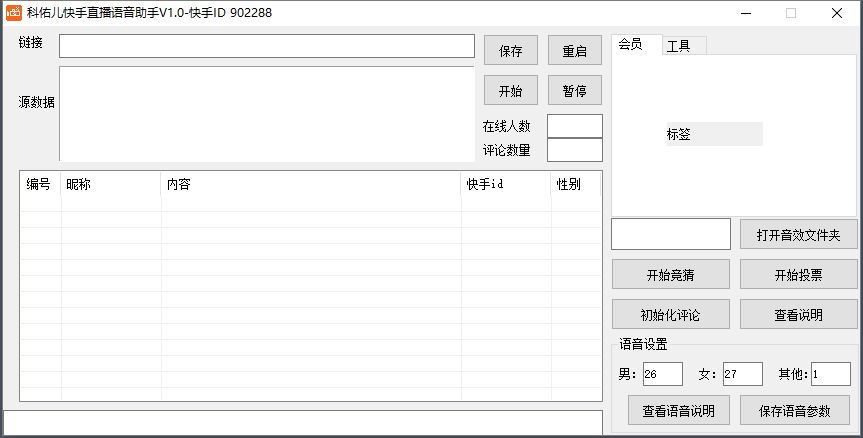 科佑儿快手直播语音助手V1.0-快手ID 902288
链接
保存
重启
会员
工具
源数据
开始
暂停
在线人数
评论数量
标签
编号
昵称
内容
快手id
性别
打开音效文件夹
开始竞猜
开始投票
初始化评论
查看说明
语音设置
男: 26
女: 27
其他: 1
查看语音说明
保存语音参数